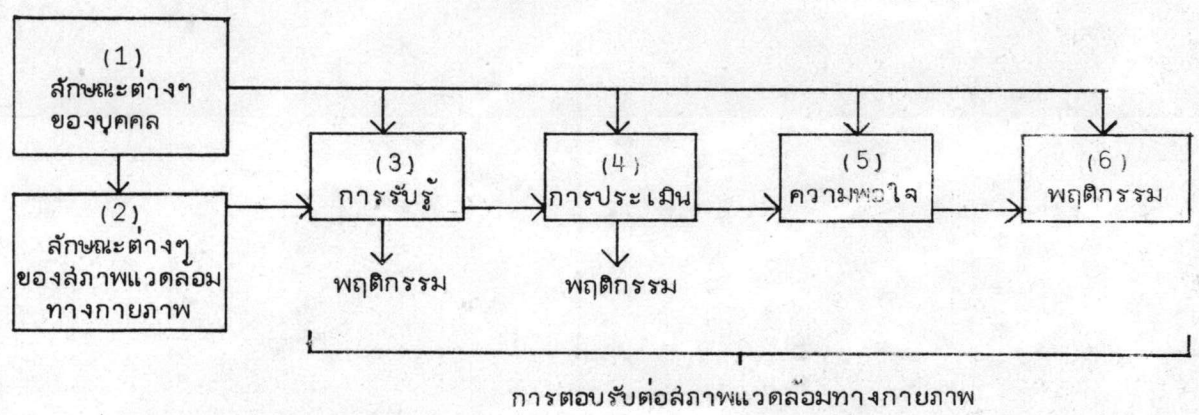 (1)
ลักษณะต่างๆ
ของบุคคล
(2)
ลักษณะต่างๆ
ของสภาพแวดล้อม
ทางกายภาพ
(3)
การรับรู้
(4)
การประเมิน
(5)
ความพอใจ
(6)
พฤติกรรม
พฤติกรรม
พฤติกรรม
การตอบรับต่อสภาพแวดล้อมทางกายภาพ